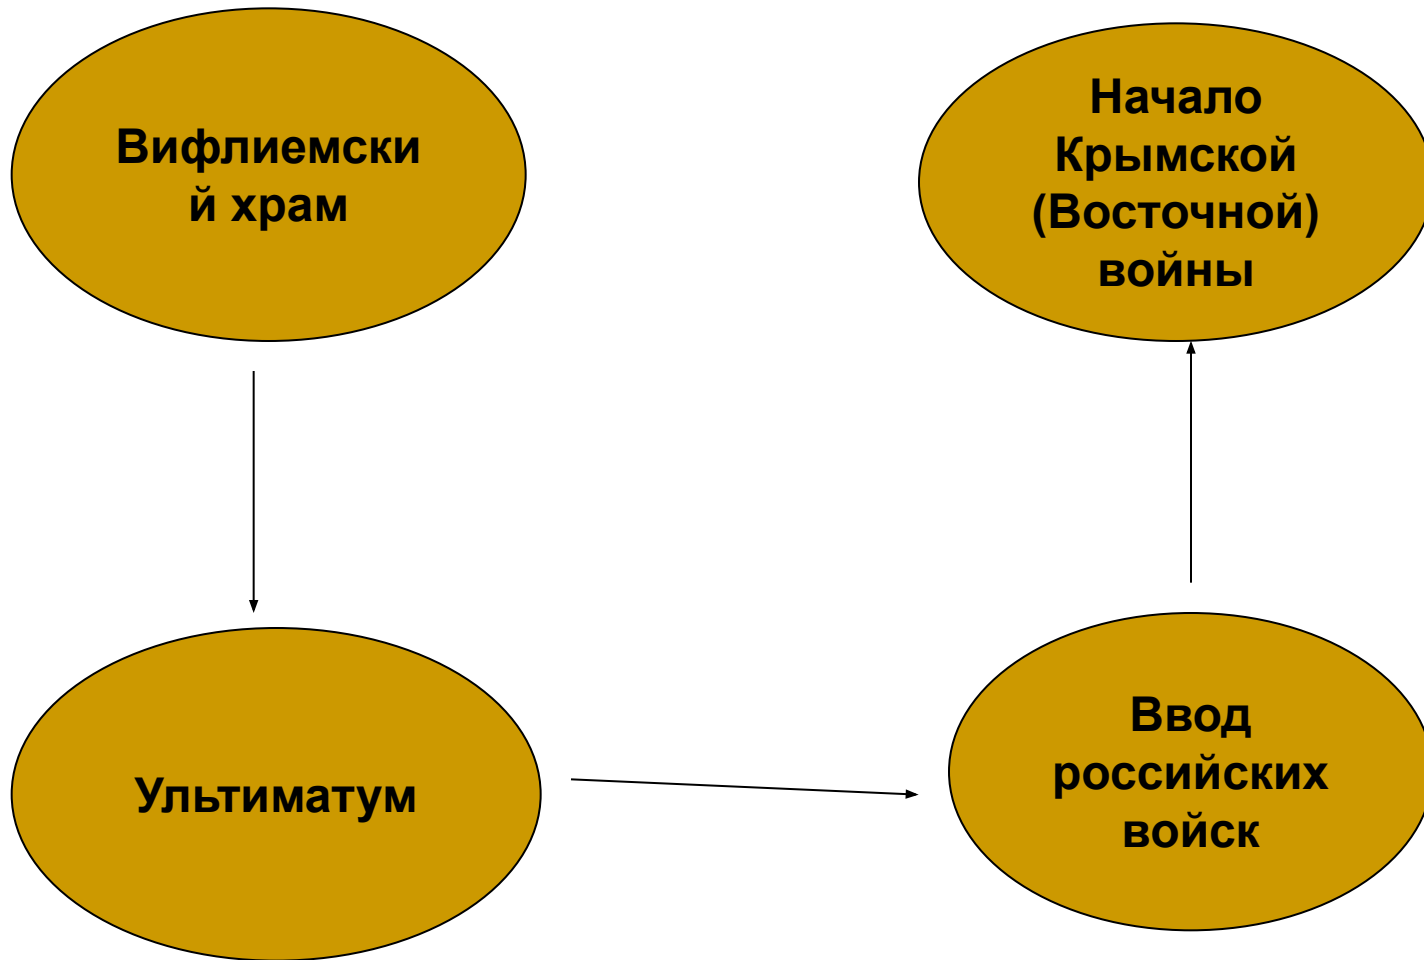 Вифлиемски
й храм
Ультиматум
Ввод
российских
войск
Начало
Крымской
(Восточной)
войны